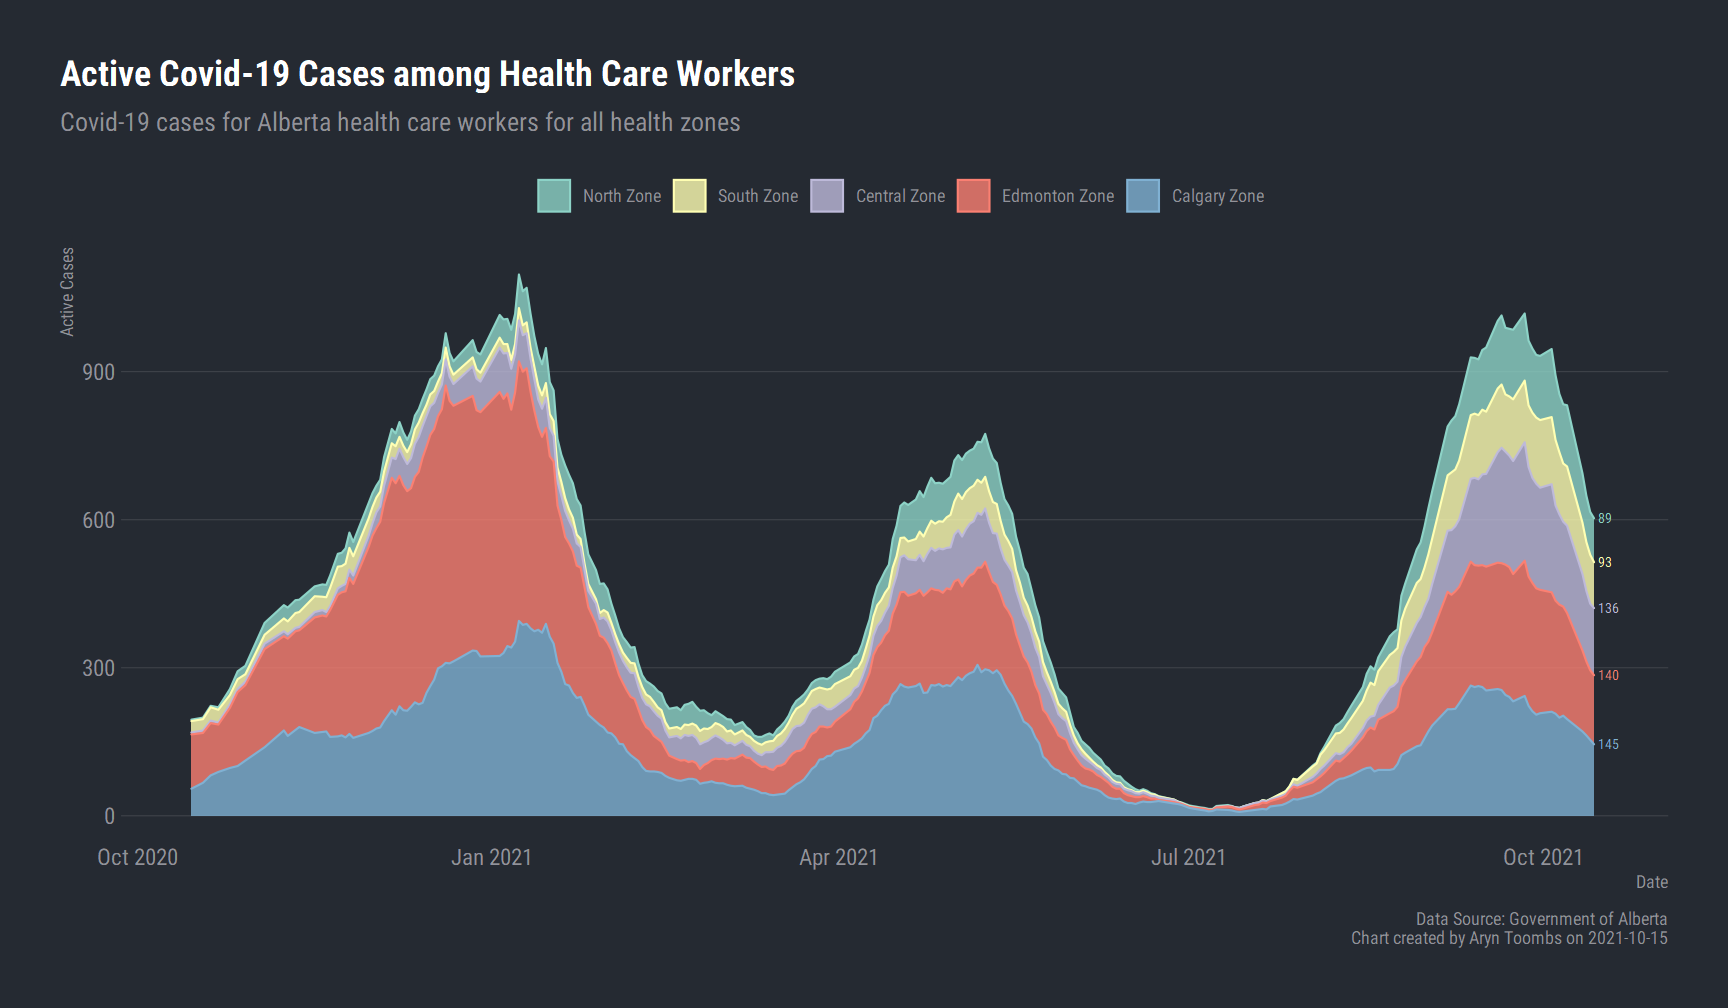 Active Covid-19 Cases among Health Care Workers
Covid-19 cases for Alberta health care workers for all health zones
North Zone South Zone Central Zone Edmonton Zone Calgary Zone
Active Cases
900
600
300
0
89
93
136
140
145
Oct 2020 Jan 2021 Apr 2021 Jul 2021 Oct 2021
Date
Data Source: Government of Alberta
Chart created by Aryn Toombs on 2021-10-15